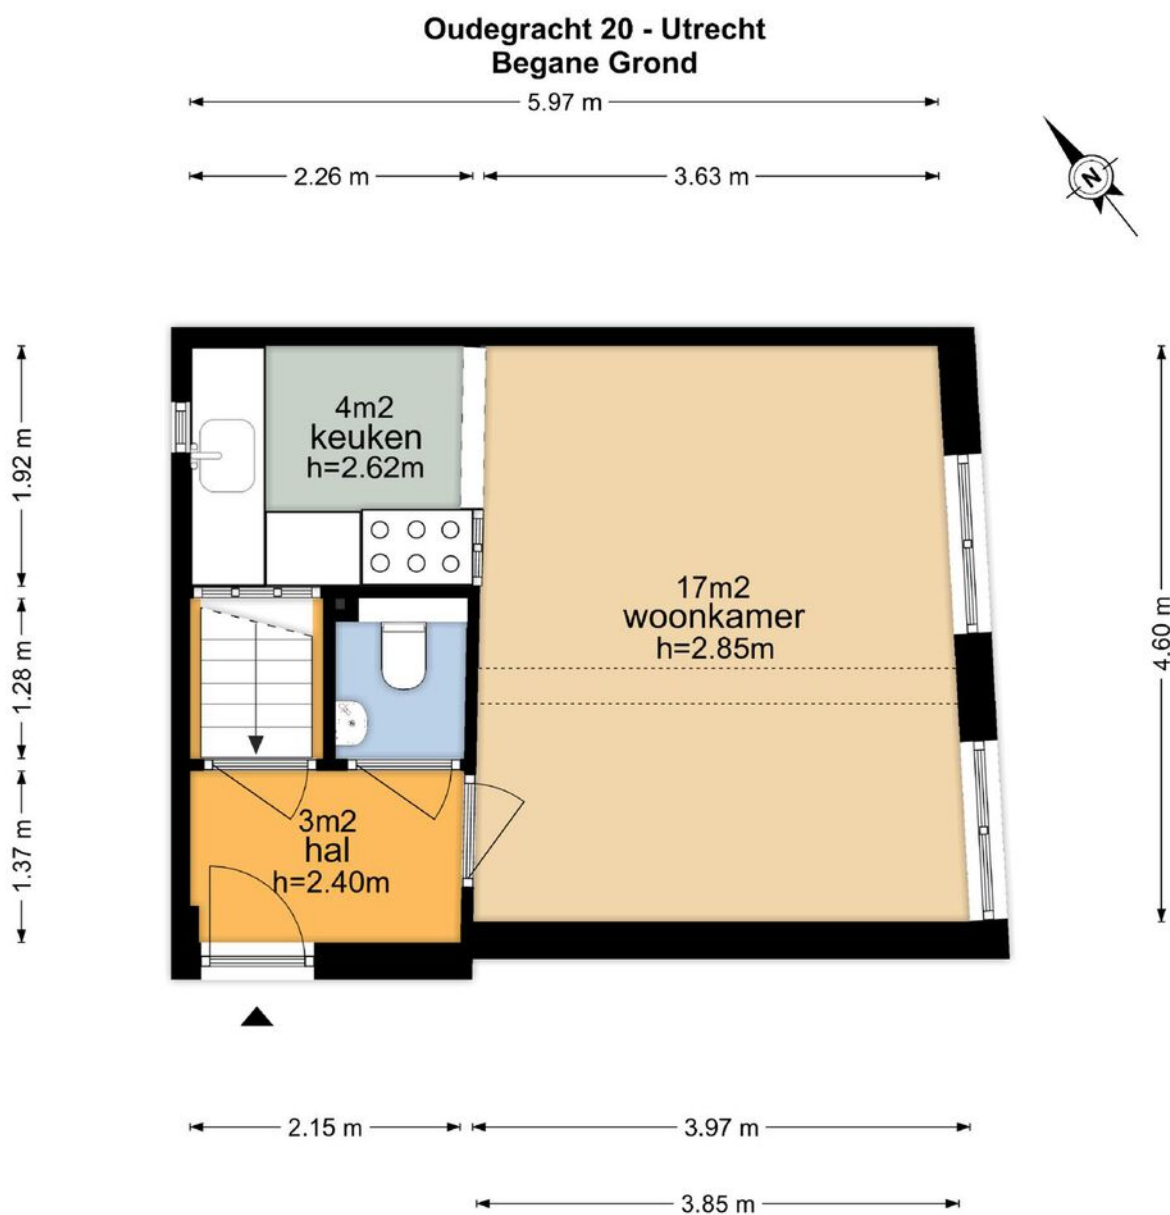 Oudegracht 20 - Utrecht
Begane Grond
5.97 m
2.26 m
3.63 m
N
1.92 m
1.28 m
1.37 m
4m2
keuken
h=2.62m
17m2
woonkamer
h=2.85m
3m2
hal
h=2.40m
4.60 m
2.15 m
3.97 m
3.85 m